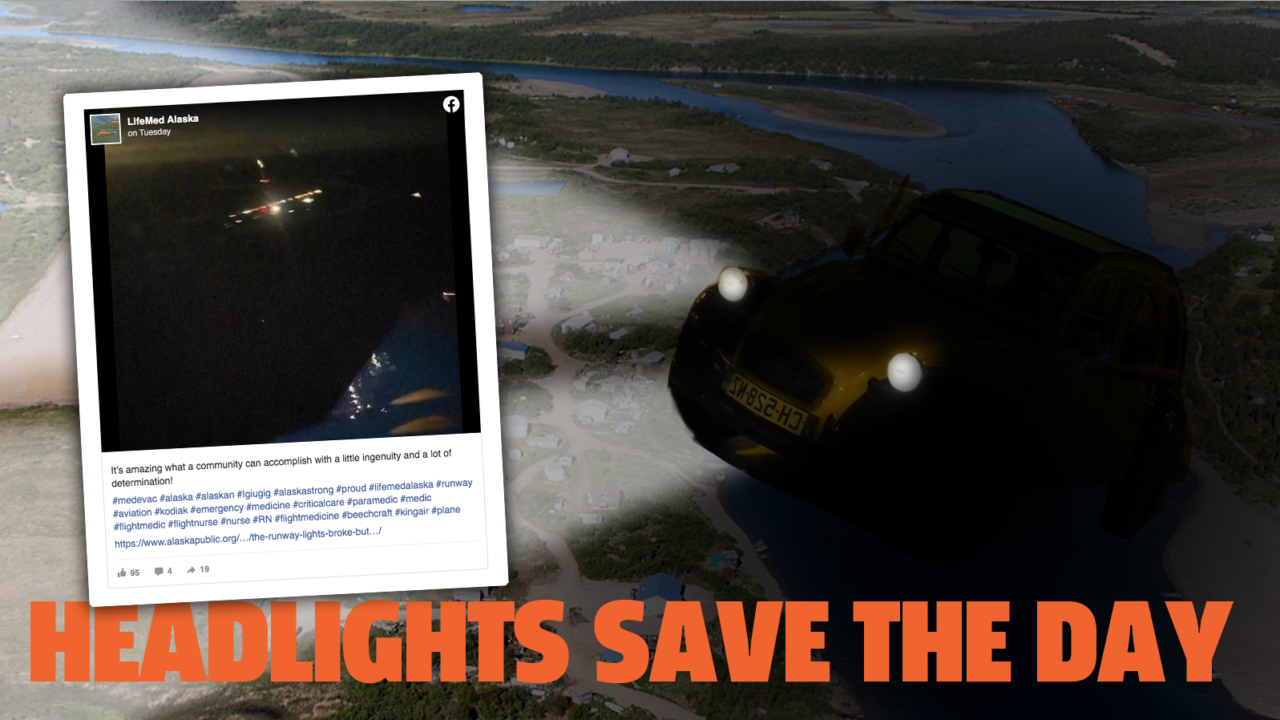 LifeMed Alaska
on Tuesday
It's amazing what a community can accomplish with a little ingenuity and a lot of
determination!
#medevac #alaska #alaskan #Igiugig #alaskastrong #proud #lifemedalaska #runway
#aviation #kodiak #emergency #medicine #criticalcare #paramedic #medic
#flightmedic #flightnurse #nurse #RN #flightmedicine #beechcraft #kingair #plane
https://www.alaskapublic.org/…/the-runway-lights-broke-but…/
95 4 19
CH-528-NZ
HEADLIGHTS SAVE THE DAY